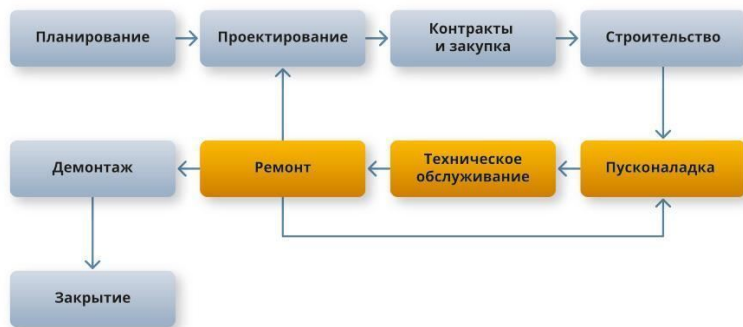 Планирование
Проектирование
Контракты
и закупка
Строительство
Демонтаж
Ремонт
Техническое
обслуживание
Пусконаладка
Закрытие